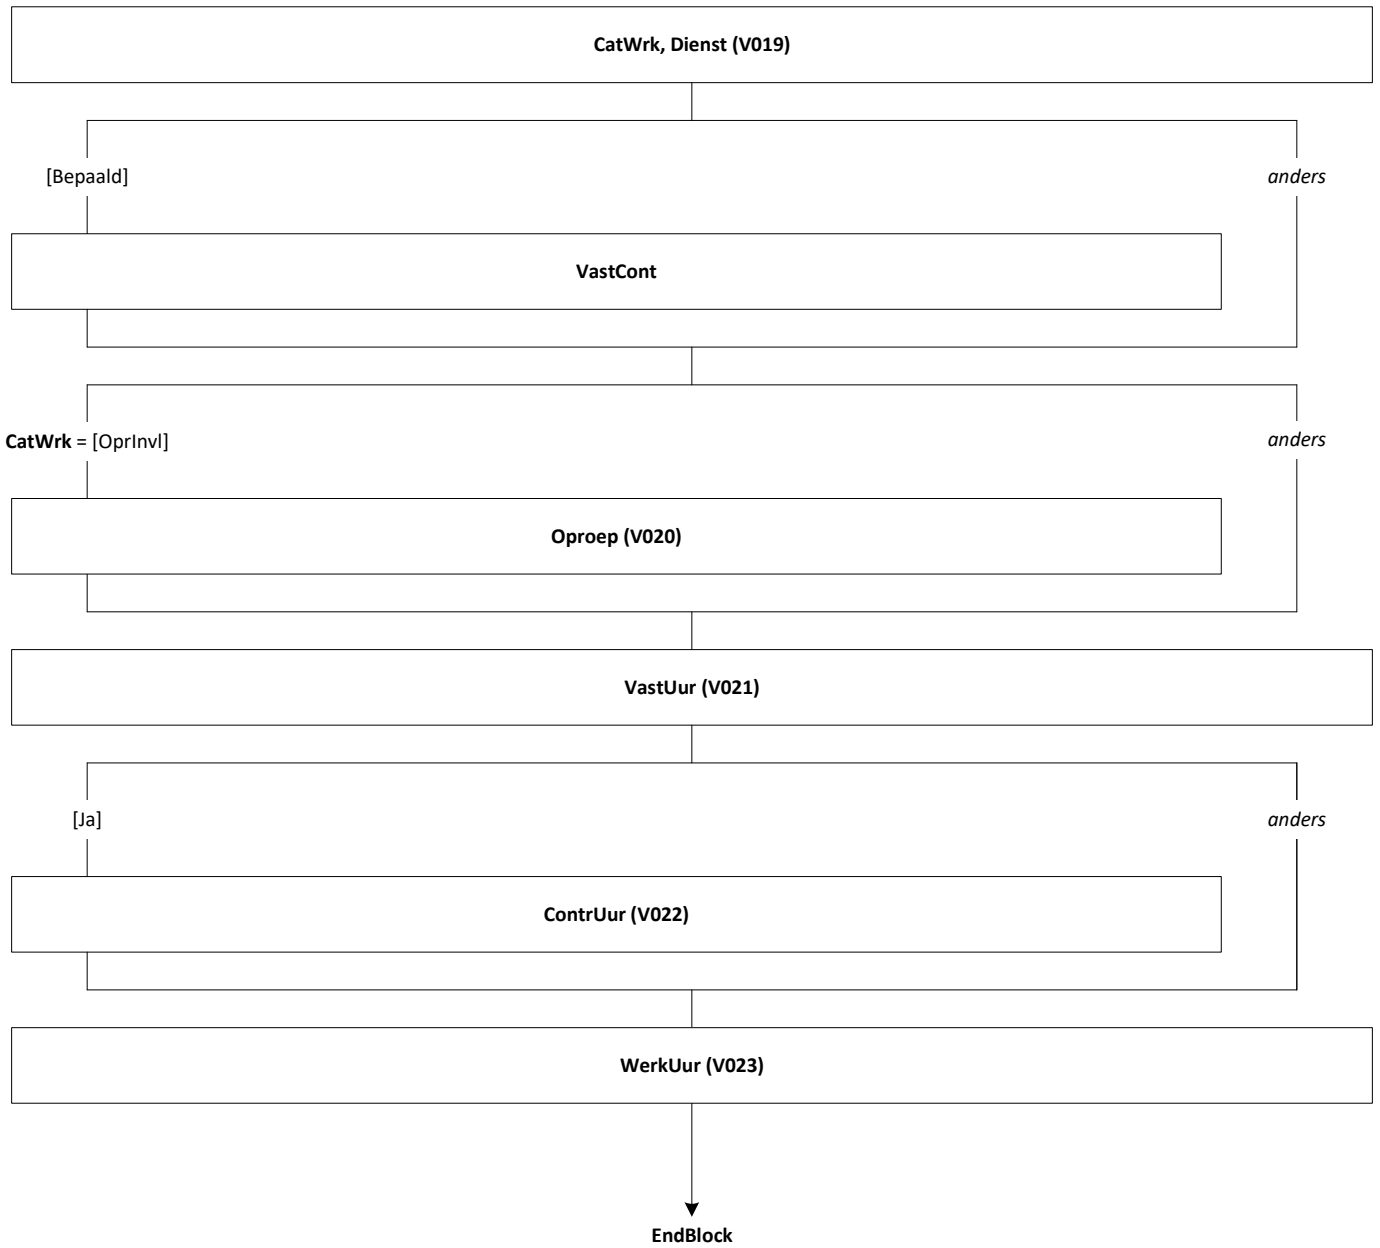 CatWrk, Dienst (V019)
[Bepaald]
anders
VastCont
CatWrk = [OprInvl]
anders
Oproep (V020)
VastUur (V021)
[Ja]
anders
ContrUur (V022)
WerkUur (V023)
EndBlock